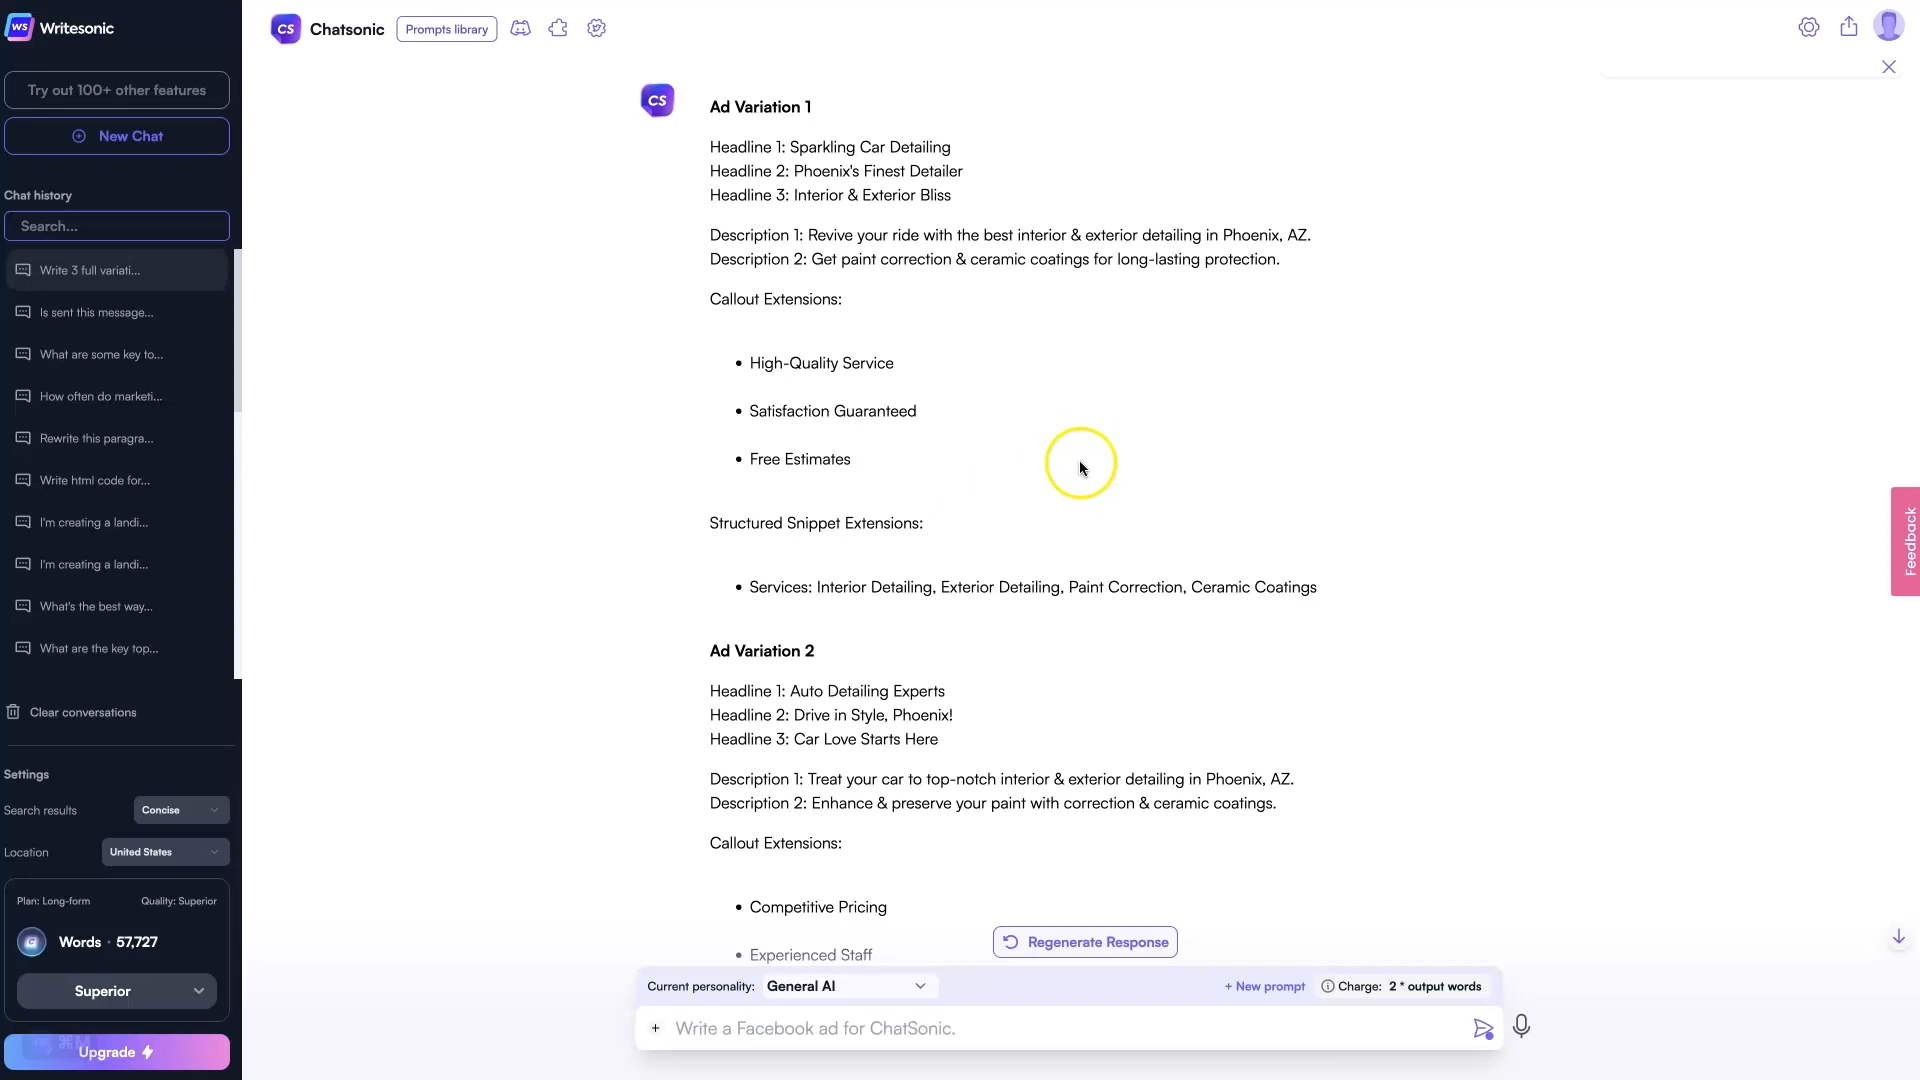 WS Writesonic
Try out 100+ other features
New Chat
Chat history
Search...
Write 3 full variati...
Is sent this message...
What are some key to...
How often do marketi...
Rewrite this paragra...
Write html code for...
I'm creating a landi...
I'm creating a landi...
What's the best way...
What are the key top...
Clear conversations
Settings
Search results Concise
Location United States
Plan: Long-form Quality: Superior
Words · 57,727
Superior
Upgrade
CS Chatsonic Prompts library
CS
Ad Variation 1
Headline 1: Sparkling Car Detailing
Headline 2: Phoenix's Finest Detailer
Headline 3: Interior & Exterior Bliss
Description 1: Revive your ride with the best interior & exterior detailing in Phoenix, AZ.
Description 2: Get paint correction & ceramic coatings for long-lasting protection.
Callout Extensions:
• High-Quality Service
• Satisfaction Guaranteed
• Free Estimates
Structured Snippet Extensions:
• Services: Interior Detailing, Exterior Detailing, Paint Correction, Ceramic Coatings
Ad Variation 2
Headline 1: Auto Detailing Experts
Headline 2: Drive in Style, Phoenix!
Headline 3: Car Love Starts Here
Description 1: Treat your car to top-notch interior & exterior detailing in Phoenix, AZ.
Description 2: Enhance & preserve your paint with correction & ceramic coatings.
Callout Extensions:
• Competitive Pricing
• Experienced Staff
Regenerate Response
Current personality: General AI + New prompt Charge: 2 * output words
+ Write a Facebook ad for ChatSonic.
Feedback